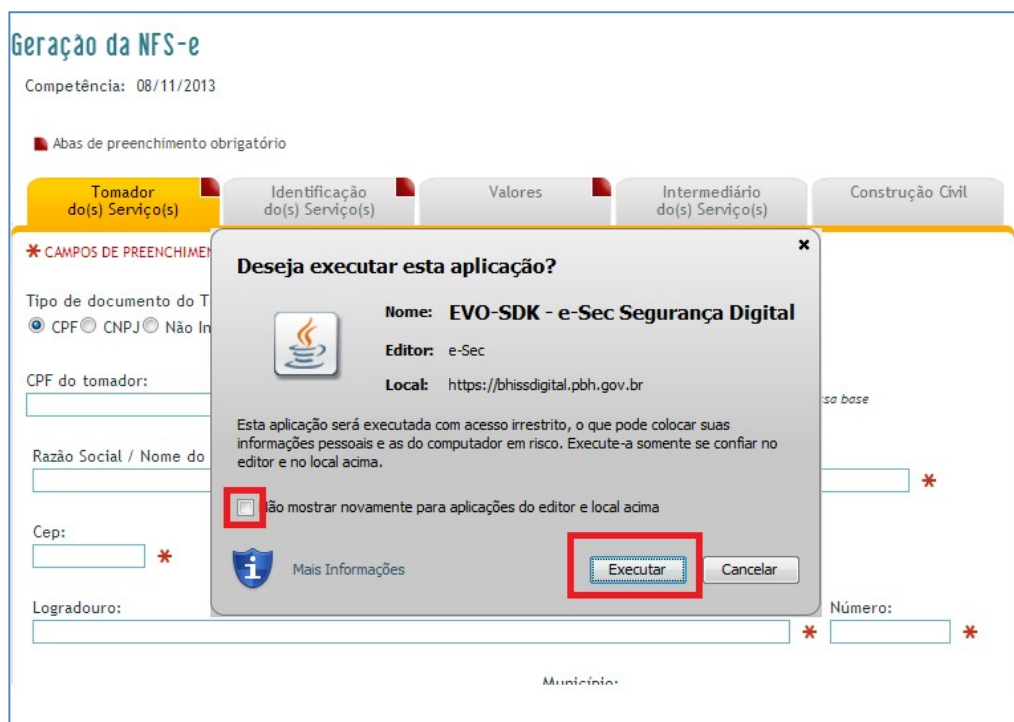 Geração da NFS-e
Competência: 08/11/2013
Abas de preenchimento obrigatório
Tomador
do(s) Serviço(s)
Identificação
do(s) Serviço(s)
Valores
Intermediário
do(s) Serviço(s)
Construção Civil
CAMPOS DE PREENCHIMEN
Deseja executar esta aplicação?
Tipo de documento do T
CPF CNPJ Não In
Nome: EVO-SDK - e-Sec Segurança Digital
Editor: e-Sec
Local: https://bhissdigital.pbh.gov.br
CPF do tomador:
sa base
Esta aplicação será executada com acesso irrestrito, o que pode colocar suas
informações pessoais e as do computador em risco. Execute-a somente se confiar no
editor e no local acima.
Razão Social / Nome do
Não mostrar novamente para aplicações do editor e local acima
Cep:
Mais Informações
Executar
Cancelar
Logradouro:
Número:
Município: